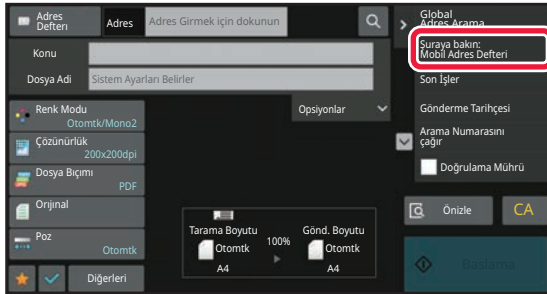 Adres
Defteri
Adres
Adres Girmek için dokunun
Konu
Dosya Adi
Sistem Ayarları Belirler
Renk Modu
Otomtk/Mono2
Çözünürlük
200x200dpi
Dosya Bıçımı
PDF
Orıjınal
Poz
Otomtk
Diğerleri
Opsiyonlar
Tarama Boyutu
Otomtk
A4
100%
Gönd. Boyutu
Otomtk
A4
Global
Adres Arama
Şuraya bakın:
Mobil Adres Defteri
Son İşler
Gönderme Tarihçesi
Arama Numarasını
çağır
Doğrulama Mührü
Önizle
CA
Başlama